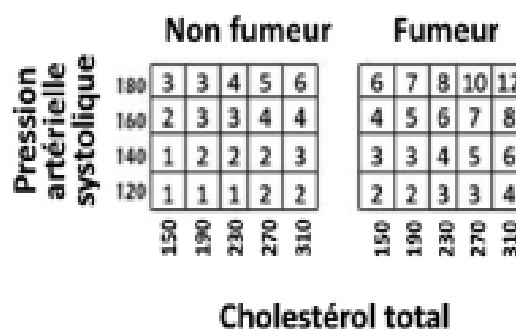 Non fumeur Fumeur
Pression artérielle systolique
180 3 3 4 5 6 6 7 8 10 12
160 2 3 3 4 4 4 5 6 7 8
140 1 2 2 2 3 3 3 4 5 6
120 1 1 1 2 2 2 2 3 3 4
150 190 230 270 310 150 190 230 270 310
Cholestérol total